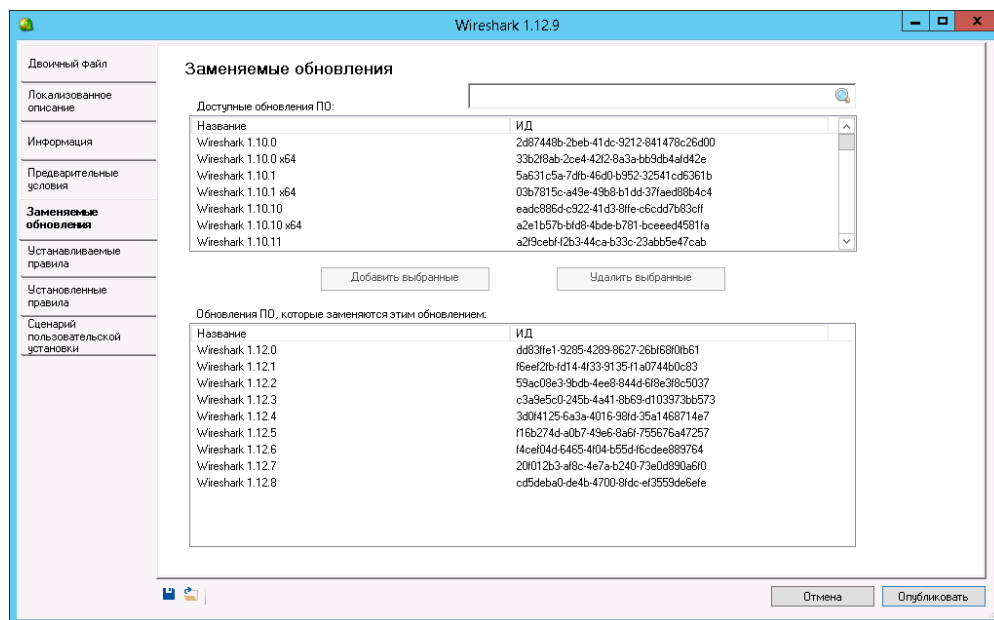 Wireshark 1.12.9
Двоичный файл
Локализованное
описание
Информация
Предварительные
условия
Заменяемые
обновления
Устанавливаемые
правила
Установленные
правила
Сценарий
пользовательской
установки
Заменяемые обновления
Доступные обновления ПО:
Название ИД
Wireshark 1.10.0 2d87448b-2beb-41dc-9212-841478c26d00
Wireshark 1.10.0 x64 33b2f8ab-2ce4-42f2-8a3a-bb9db4afd42e
Wireshark 1.10.1 5a631c5a-7dfb-46d0-b952-32541cd6361b
Wireshark 1.10.1 x64 03b7815c-a49e-49b8-b1dd-37faed88b4c4
Wireshark 1.10.10 eadc886d-c922-41d3-8ffe-c6cdd7b83cff
Wireshark 1.10.10 x64 a2e1b57b-bfd8-4bde-b781-bceeed4581fa
Wireshark 1.10.11 a2f9cebf-f2b3-44ca-b33c-23abb5e47cab
Добавить выбранные Удалить выбранные
Обновления ПО, которые заменяются этим обновлением:
Название ИД
Wireshark 1.12.0 dd83ffe1-9285-4289-8627-26bf68f0fb61
Wireshark 1.12.1 f6eef2fb-fd14-4f33-9135-f1a0744b0c83
Wireshark 1.12.2 59ac08e3-9bdb-4ee8-844d-6f8e3f8c5037
Wireshark 1.12.3 c3a9e5c0-245b-4a41-8b69-d103973bb573
Wireshark 1.12.4 3d0f4125-6a3a-4016-98fd-35a1468714e7
Wireshark 1.12.5 f16b274d-a0b7-49e6-8a6f-755676a47257
Wireshark 1.12.6 f4cef04d-6465-4f04-b55d-f6cdee889764
Wireshark 1.12.7 20f012b3-af8c-4e7a-b240-73e0d890a6f0
Wireshark 1.12.8 cd5deba0-de4b-4700-8fdc-ef3559de6efe
Отмена Опубликовать